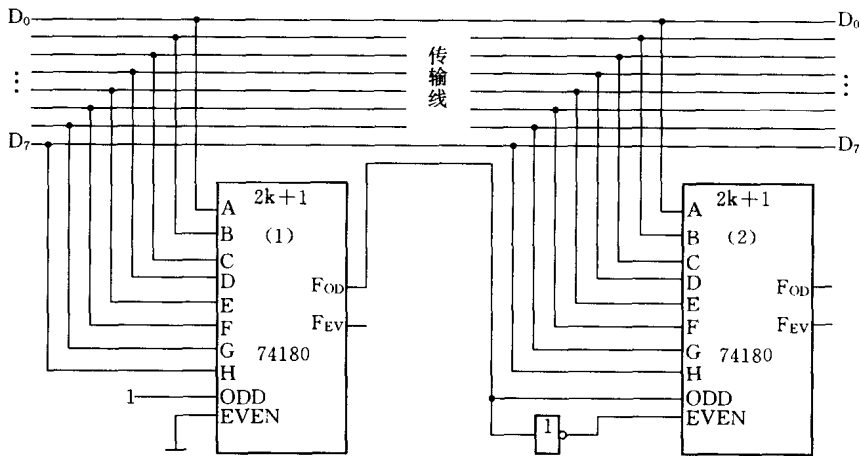 D₀
D₀
传输线
⋮
⋮
D₇
D₇
2k+1
(1)
A
B
C
D
E
F
G
H
ODD
EVEN
F_OD
F_EV
74180
1
2k+1
(2)
A
B
C
D
E
F
G
H
ODD
EVEN
F_OD
F_EV
74180
1